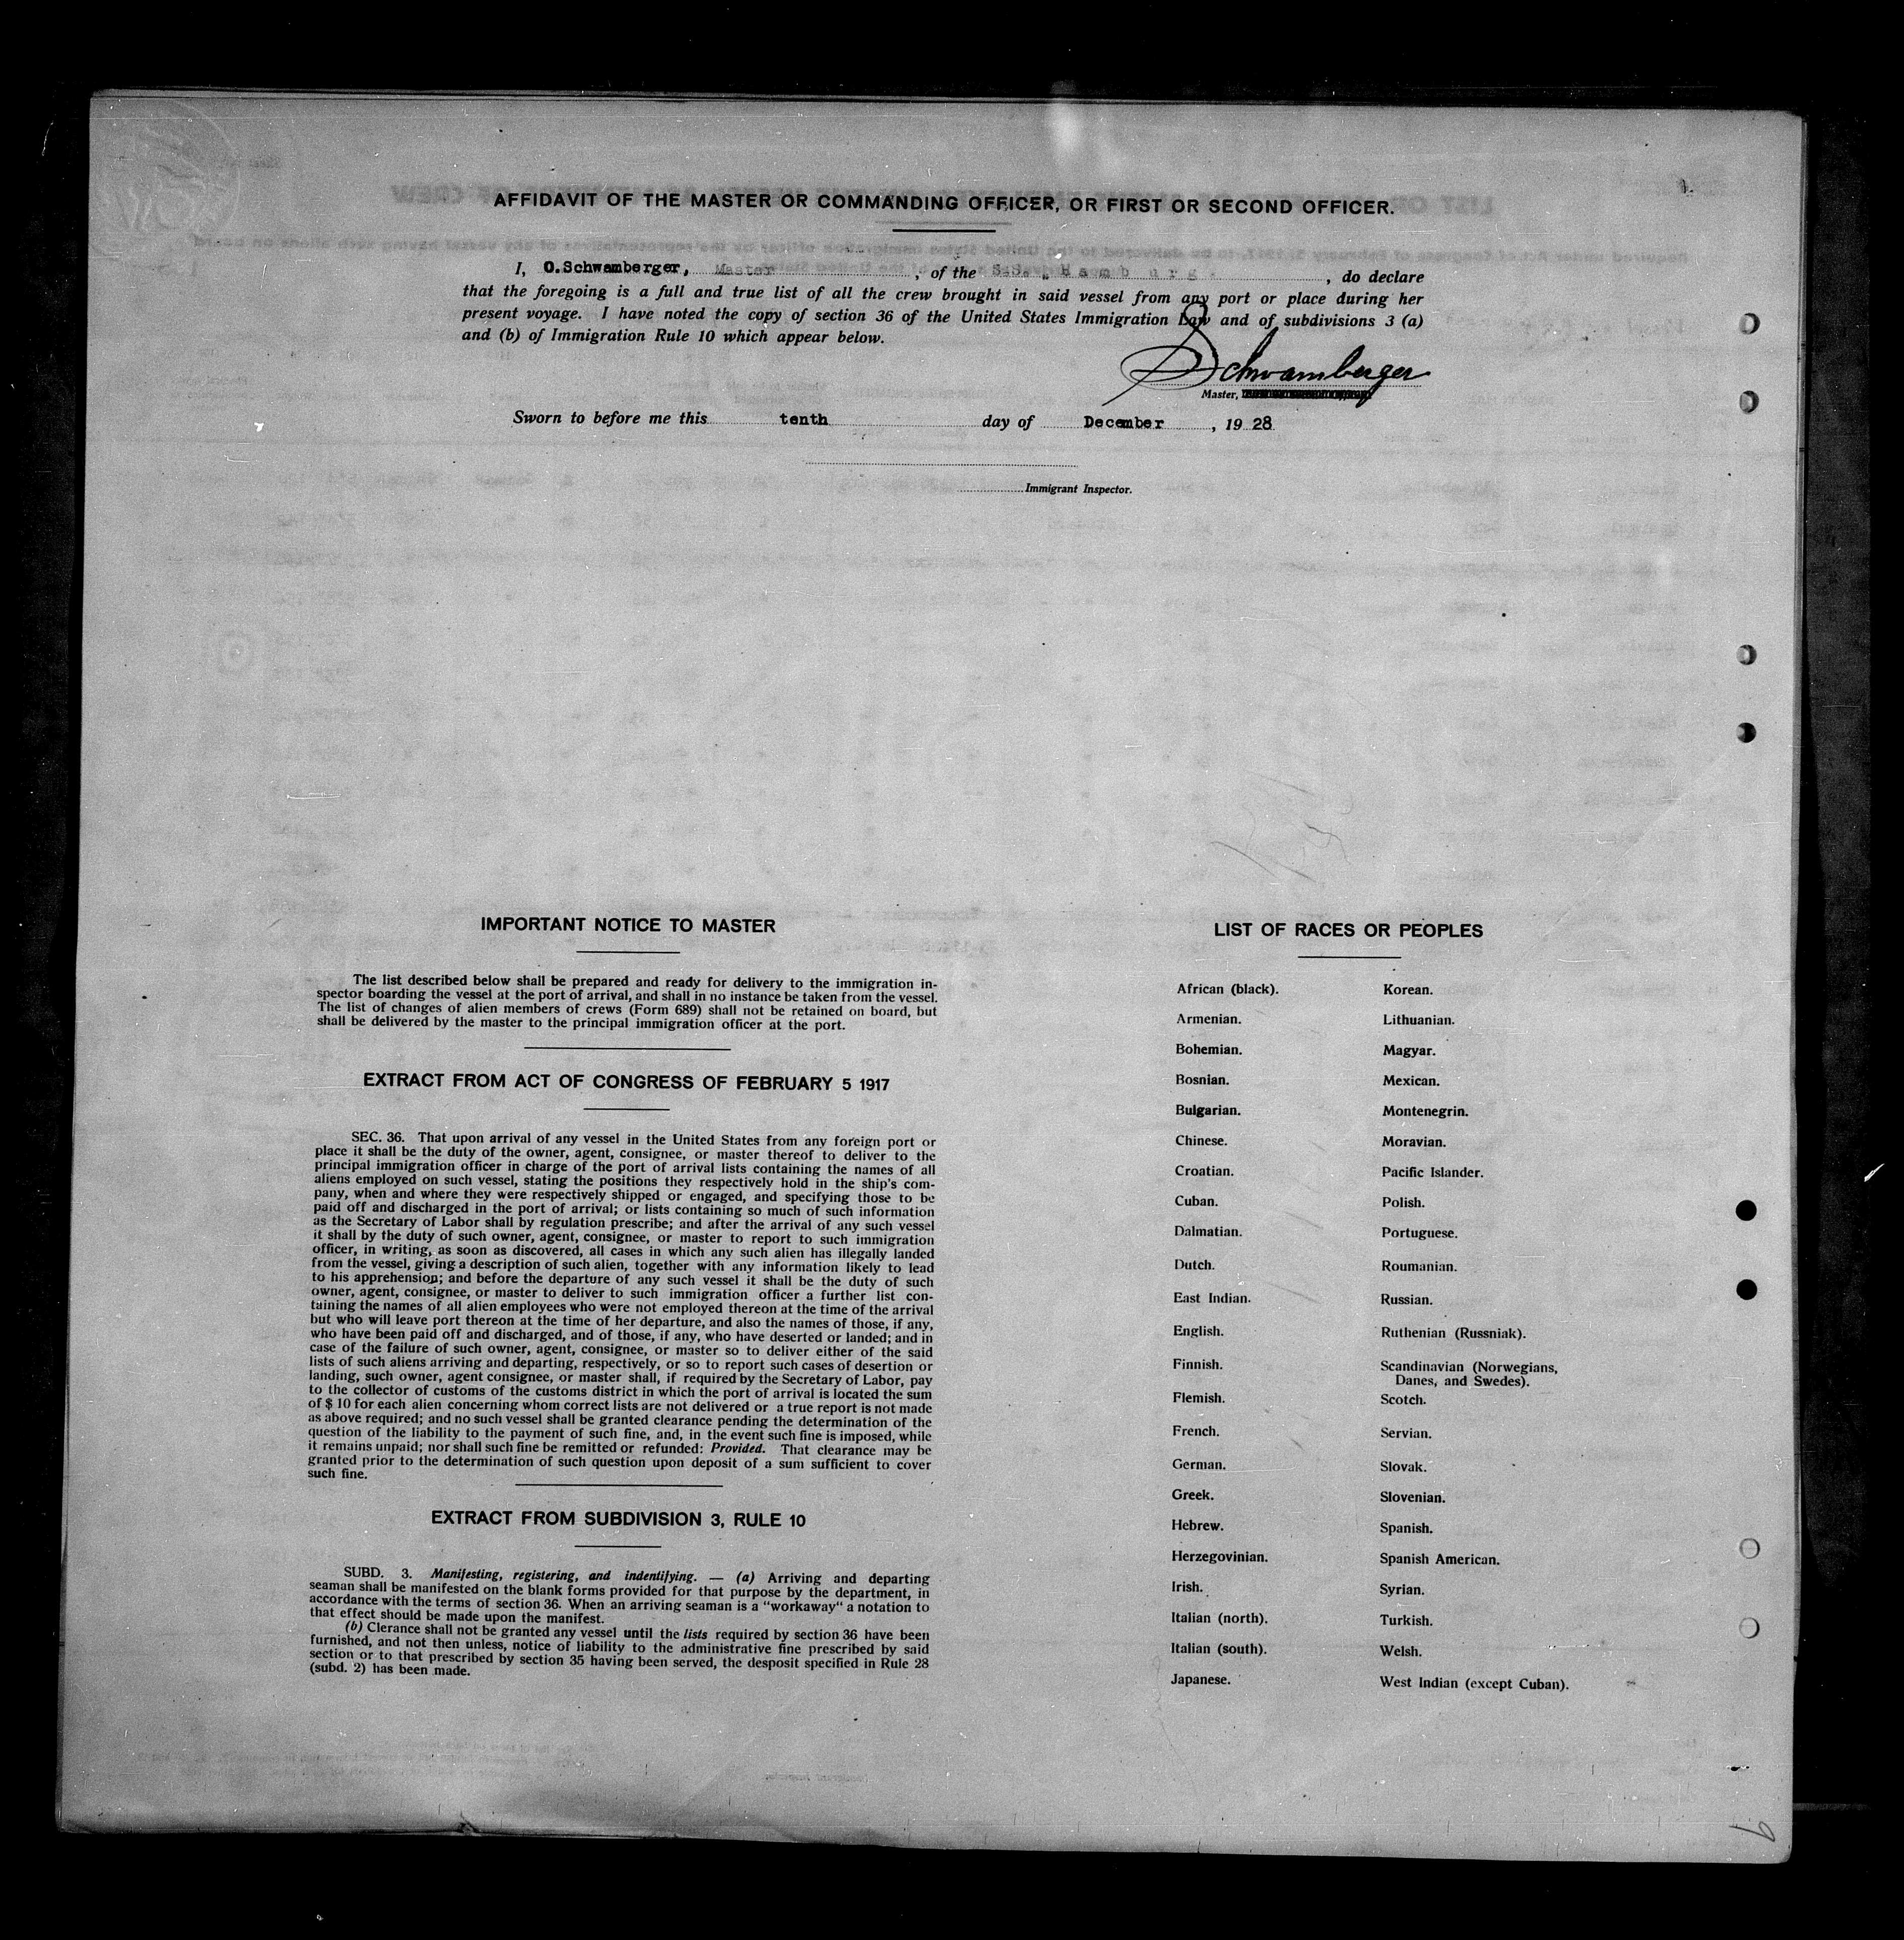 AFFIDAVIT OF THE MASTER OR COMMANDING OFFICER, OR FIRST OR SECOND OFFICER.
I, O.Schwamberger, Master, of the S.S. „Hamburg., do declare
that the foregoing is a full and true list of all the crew brought in said vessel from any port or place during her
present voyage. I have noted the copy of section 36 of the United States Immigration Law and of subdivisions 3 (a)
and (b) of Immigration Rule 10 which appear below.
Schwamberger
Master,
Sworn to before me this tenth day of December, 19 28
Immigrant Inspector.
IMPORTANT NOTICE TO MASTER
The list described below shall be prepared and ready for delivery to the immigration in-
spector boarding the vessel at the port of arrival, and shall in no instance be taken from the vessel.
The list of changes of alien members of crews (Form 689) shall not be retained on board, but
shall be delivered by the master to the principal immigration officer at the port.
EXTRACT FROM ACT OF CONGRESS OF FEBRUARY 5 1917
SEC. 36. That upon arrival of any vessel in the United States from any foreign port or
place it shall be the duty of the owner, agent, consignee, or master thereof to deliver to the
principal immigration officer in charge of the port of arrival lists containing the names of all
aliens employed on such vessel, stating the positions they respectively hold in the ship's com-
pany, when and where they were respectively shipped or engaged, and specifying those to be
paid off and discharged in the port of arrival; or lists containing so much of such information
as the Secretary of Labor shall by regulation prescribe; and after the arrival of any such vessel
it shall by the duty of such owner, agent, consignee, or master to report to such immigration
officer, in writing, as soon as discovered, all cases in which any such alien has illegally landed
from the vessel, giving a description of such alien, together with any information likely to lead
to his apprehension; and before the departure of any such vessel it shall be the duty of such
owner, agent, consignee, or master to deliver to such immigration officer a further list con-
taining the names of all alien employees who were not employed thereon at the time of the arrival
but who will leave port thereon at the time of her departure, and also the names of those, if any,
who have been paid off and discharged, and of those, if any, who have deserted or landed; and in
case of the failure of such owner, agent, consignee, or master so to deliver either of the said
lists of such aliens arriving and departing, respectively, or so to report such cases of desertion or
landing, such owner, agent consignee, or master shall, if required by the Secretary of Labor, pay
to the collector of customs of the customs district in which the port of arrival is located the sum
of $ 10 for each alien concerning whom correct lists are not delivered or a true report is not made
as above required; and no such vessel shall be granted clearance pending the determination of the
question of the liability to the payment of such fine, and, in the event such fine is imposed, while
it remains unpaid; nor shall such fine be remitted or refunded: Provided. That clearance may be
granted prior to the determination of such question upon deposit of a sum sufficient to cover
such fine.
EXTRACT FROM SUBDIVISION 3, RULE 10
SUBD. 3. Manifesting, registering, and indentifying. — (a) Arriving and departing
seaman shall be manifested on the blank forms provided for that purpose by the department, in
accordance with the terms of section 36. When an arriving seaman is a "workaway" a notation to
that effect should be made upon the manifest.
(b) Clerance shall not be granted any vessel until the lists required by section 36 have been
furnished, and not then unless, notice of liability to the administrative fine prescribed by said
section or to that prescribed by section 35 having been served, the desposit specified in Rule 28
(subd. 2) has been made.
LIST OF RACES OR PEOPLES
African (black).
Armenian.
Bohemian.
Bosnian.
Bulgarian.
Chinese.
Croatian.
Cuban.
Dalmatian.
Dutch.
East Indian.
English.
Finnish.
Flemish.
French.
German.
Greek.
Hebrew.
Herzegovinian.
Irish.
Italian (north).
Italian (south).
Japanese.
Korean.
Lithuanian.
Magyar.
Mexican.
Montenegrin.
Moravian.
Pacific Islander.
Polish.
Portuguese.
Roumanian.
Russian.
Ruthenian (Russniak).
Scandinavian (Norwegians,
Danes, and Swedes).
Scotch.
Servian.
Slovak.
Slovenian.
Spanish.
Spanish American.
Syrian.
Turkish.
Welsh.
West Indian (except Cuban).
9